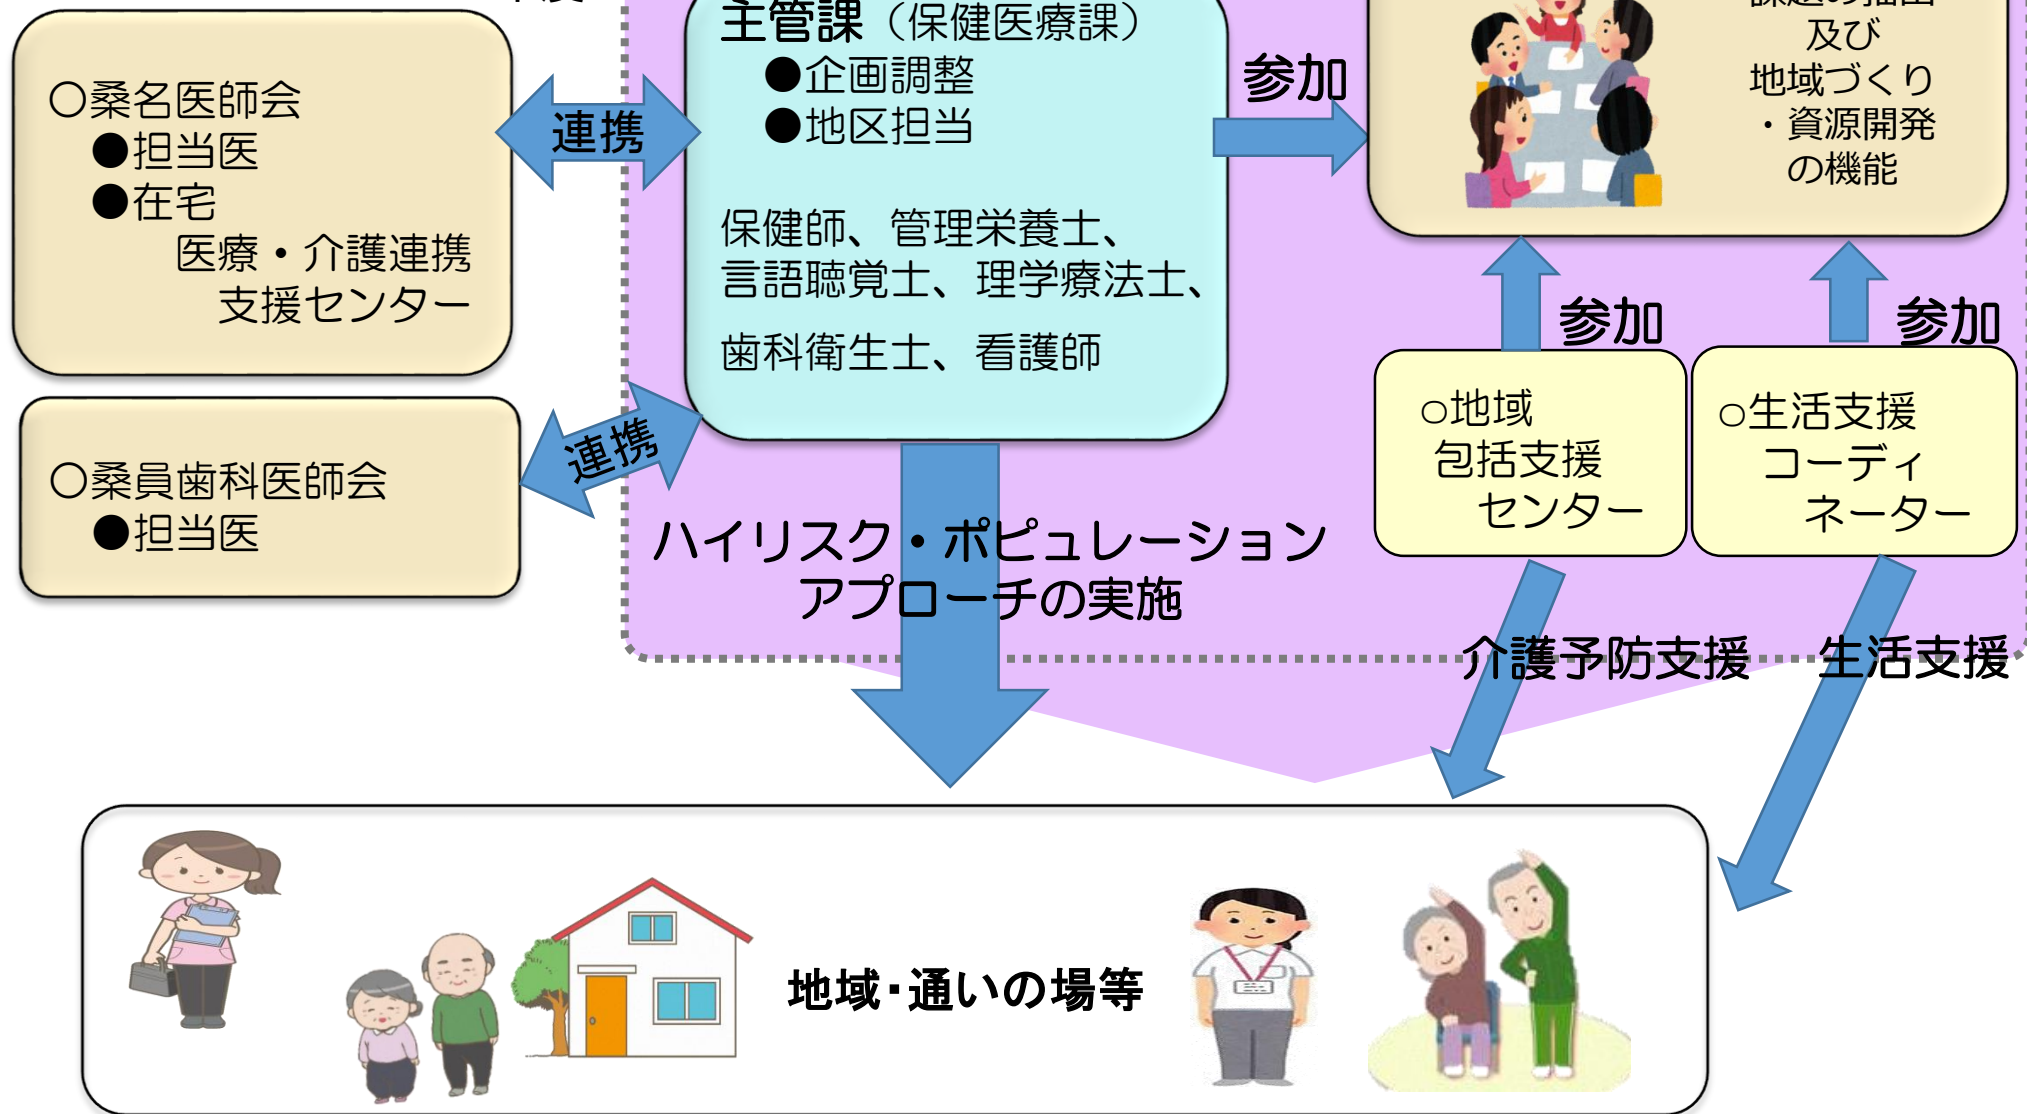 主管課（保健医療課）
●企画調整
●地区担当
保健師、管理栄養士、
言語聴覚士、理学療法士、
歯科衛生士、看護師
〇桑名医師会
●担当医
●在宅
医療・介護連携
支援センター
連携
〇桑員歯科医師会
●担当医
連携
参加
及び
地域づくり
・資源開発
の機能
参加
参加
○地域
包括支援
センター
○生活支援
コーディ
ネーター
ハイリスク・ポピュレーション
アプローチの実施
介護予防支援
生活支援
地域・通いの場等